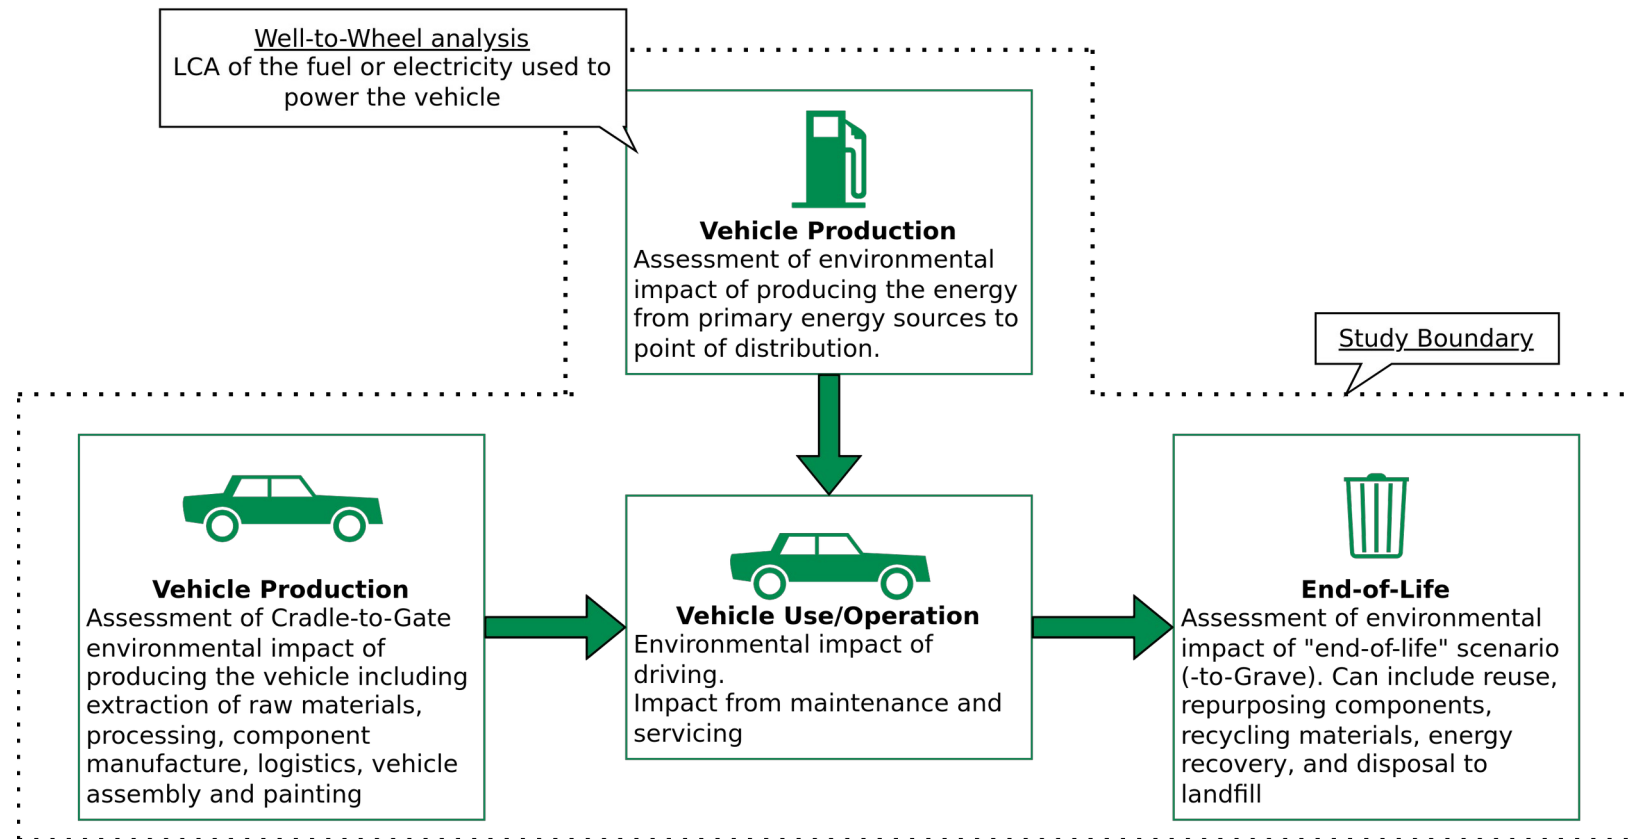 Well-to-Wheel analysis
LCA of the fuel or electricity used to
power the vehicle
Vehicle Production
Assessment of environmental
impact of producing the energy
from primary energy sources to
point of distribution.
Study Boundary
Vehicle Production
Assessment of Cradle-to-Gate
environmental impact of
producing the vehicle including
extraction of raw materials,
processing, component
manufacture, logistics, vehicle
assembly and painting
Vehicle Use/Operation
Environmental impact of
driving.
Impact from maintenance and
servicing
End-of-Life
Assessment of environmental
impact of "end-of-life" scenario
(-to-Grave). Can include reuse,
repurposing components,
recycling materials, energy
recovery, and disposal to
landfill